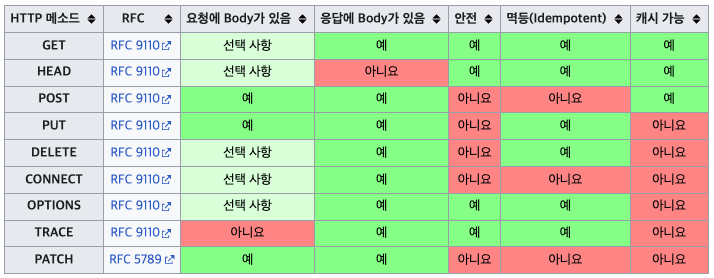 HTTP 메소드 RFC 요청에 Body가 있음 응답에 Body가 있음 안전 멱등(Idempotent) 캐시 가능
GET RFC 9110 선택 사항 예 예 예 예
HEAD RFC 9110 선택 사항 아니요 예 예 예
POST RFC 9110 예 예 아니요 아니요 예
PUT RFC 9110 예 예 아니요 예 아니요
DELETE RFC 9110 선택 사항 예 아니요 예 아니요
CONNECT RFC 9110 선택 사항 예 아니요 아니요 아니요
OPTIONS RFC 9110 선택 사항 예 예 예 아니요
TRACE RFC 9110 아니요 예 예 예 아니요
PATCH RFC 5789 예 예 아니요 아니요 아니요